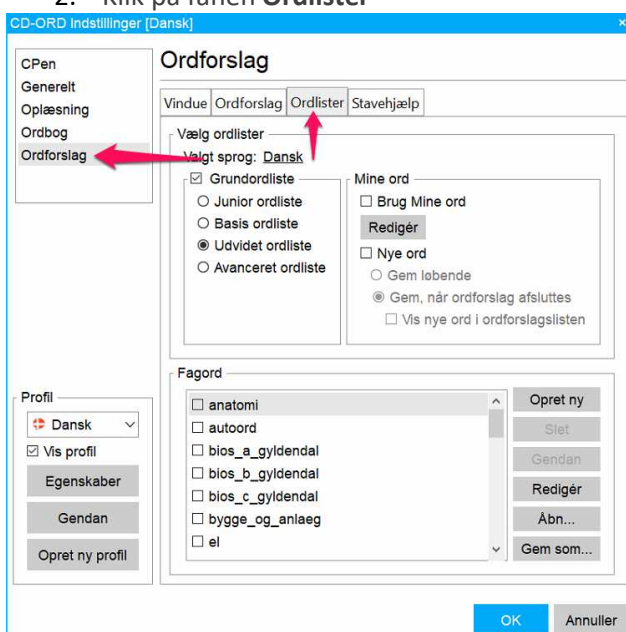 2. Klik på fanen Ordlister
CD-ORD Indstillinger [Dansk]
×
CPen
Generelt
Oplæsning
Ordbog
Ordforslag
Ordforslag
Vindue Ordforslag Ordlister Stavehjælp
Vælg ordlister
Valgt sprog: Dansk
Grundordliste
Junior ordliste
Basis ordliste
Udvidet ordliste
Avanceret ordliste
Mine ord
Brug Mine ord
Redigér
Nye ord
Gem løbende
Gem, når ordforslag afsluttes
Vis nye ord i ordforslagslisten
Profil
Dansk
Vis profil
Egenskaber
Gendan
Opret ny profil
Fagord
anatomi
autoord
bios_a_gyldendal
bios_b_gyldendal
bios_c_gyldendal
bygge_og_anlaeg
el
Opret ny
Slet
Gendan
Redigér
Åbn...
Gem som...
OK Annuller